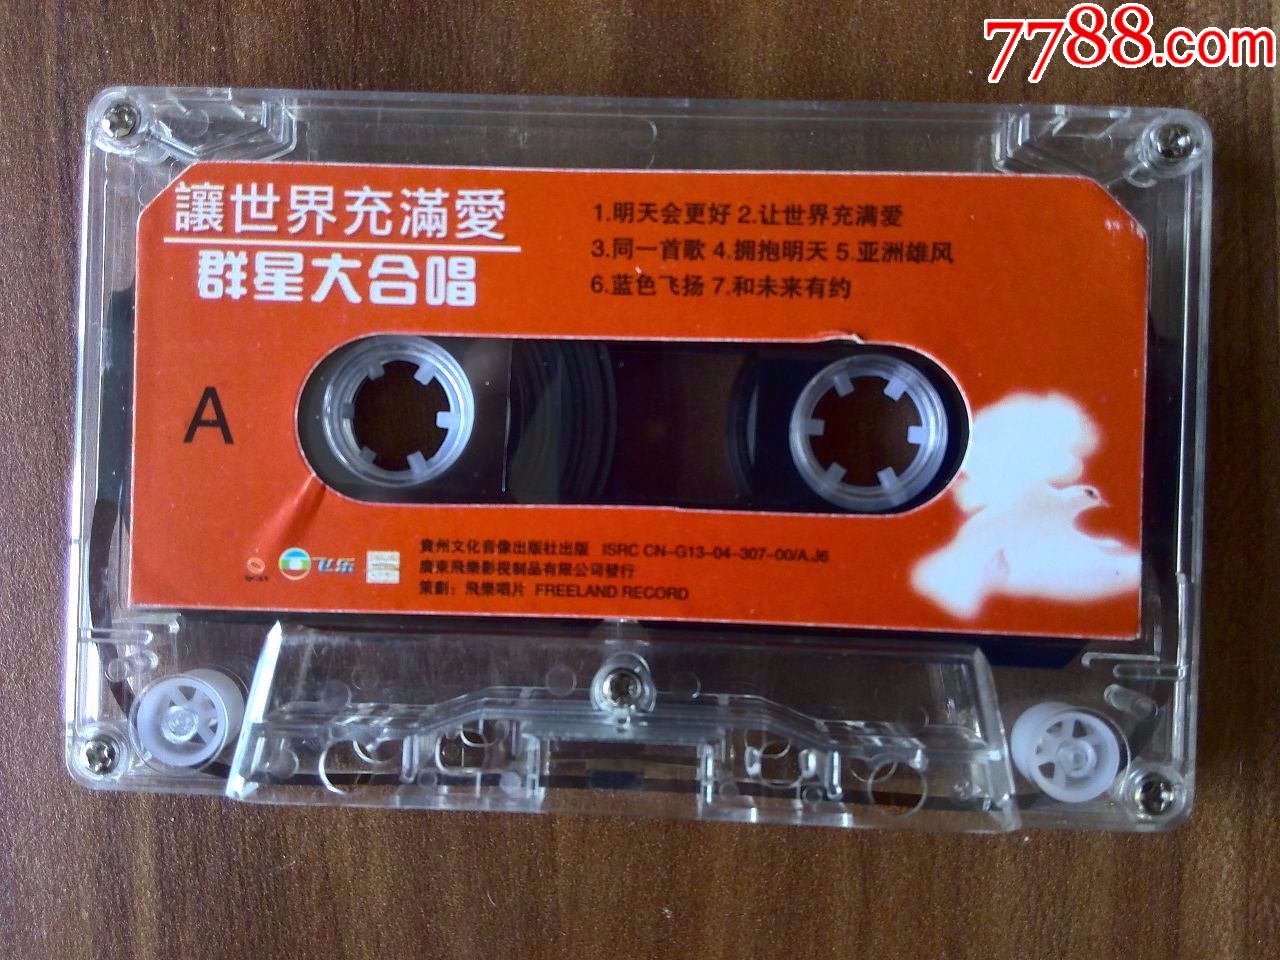 7788.com
讓世界充滿愛
群星大合唱
1.明天会更好 2.让世界充满爱
3.同一首歌 4.拥抱明天 5.亚洲雄风
6.蓝色飞扬 7.和未来有约
A
貴州文化音像出版社出版 ISRC CN-G13-04-307-00/A.J6
廣東飛樂影视制品有限公司發行
策劃：飛樂唱片 FREELAND RECORD